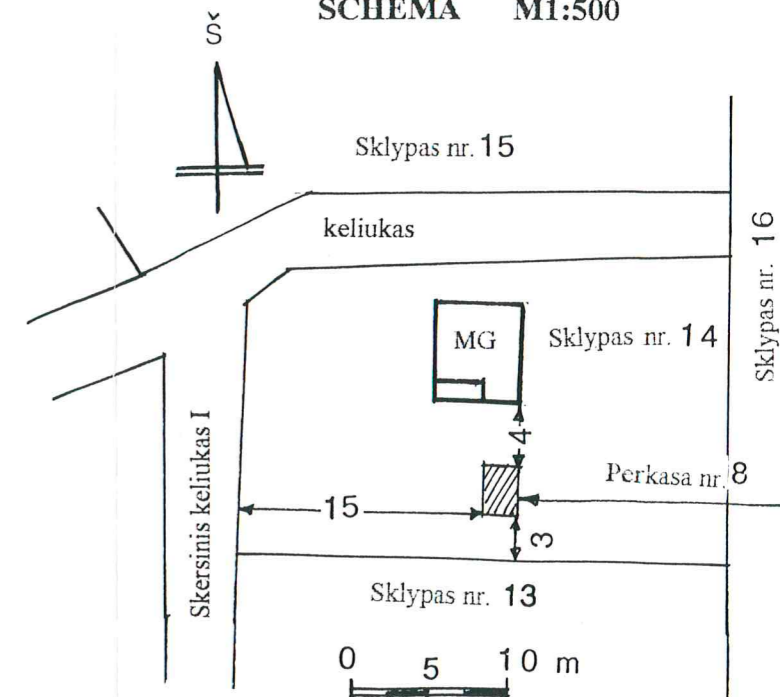 SCHEMA M1:500
Š
Sklypas nr. 15
keliukas
Sklypas nr. 16
MG
Sklypas nr. 14
4
Perkasa nr. 8
15
3
Skersinis keliukas I
Sklypas nr. 13
0 5 10 m